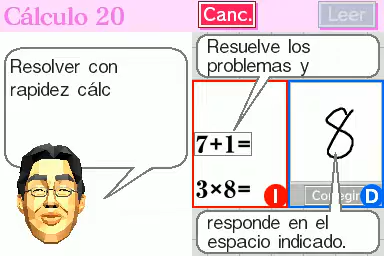 Cálculo 20
Resolver con
rapidez cálc
Canc.
Leer
Resuelve los
problemas y
7+1=
3×8=
I
8
Corregir
D
responde en el
espacio indicado.